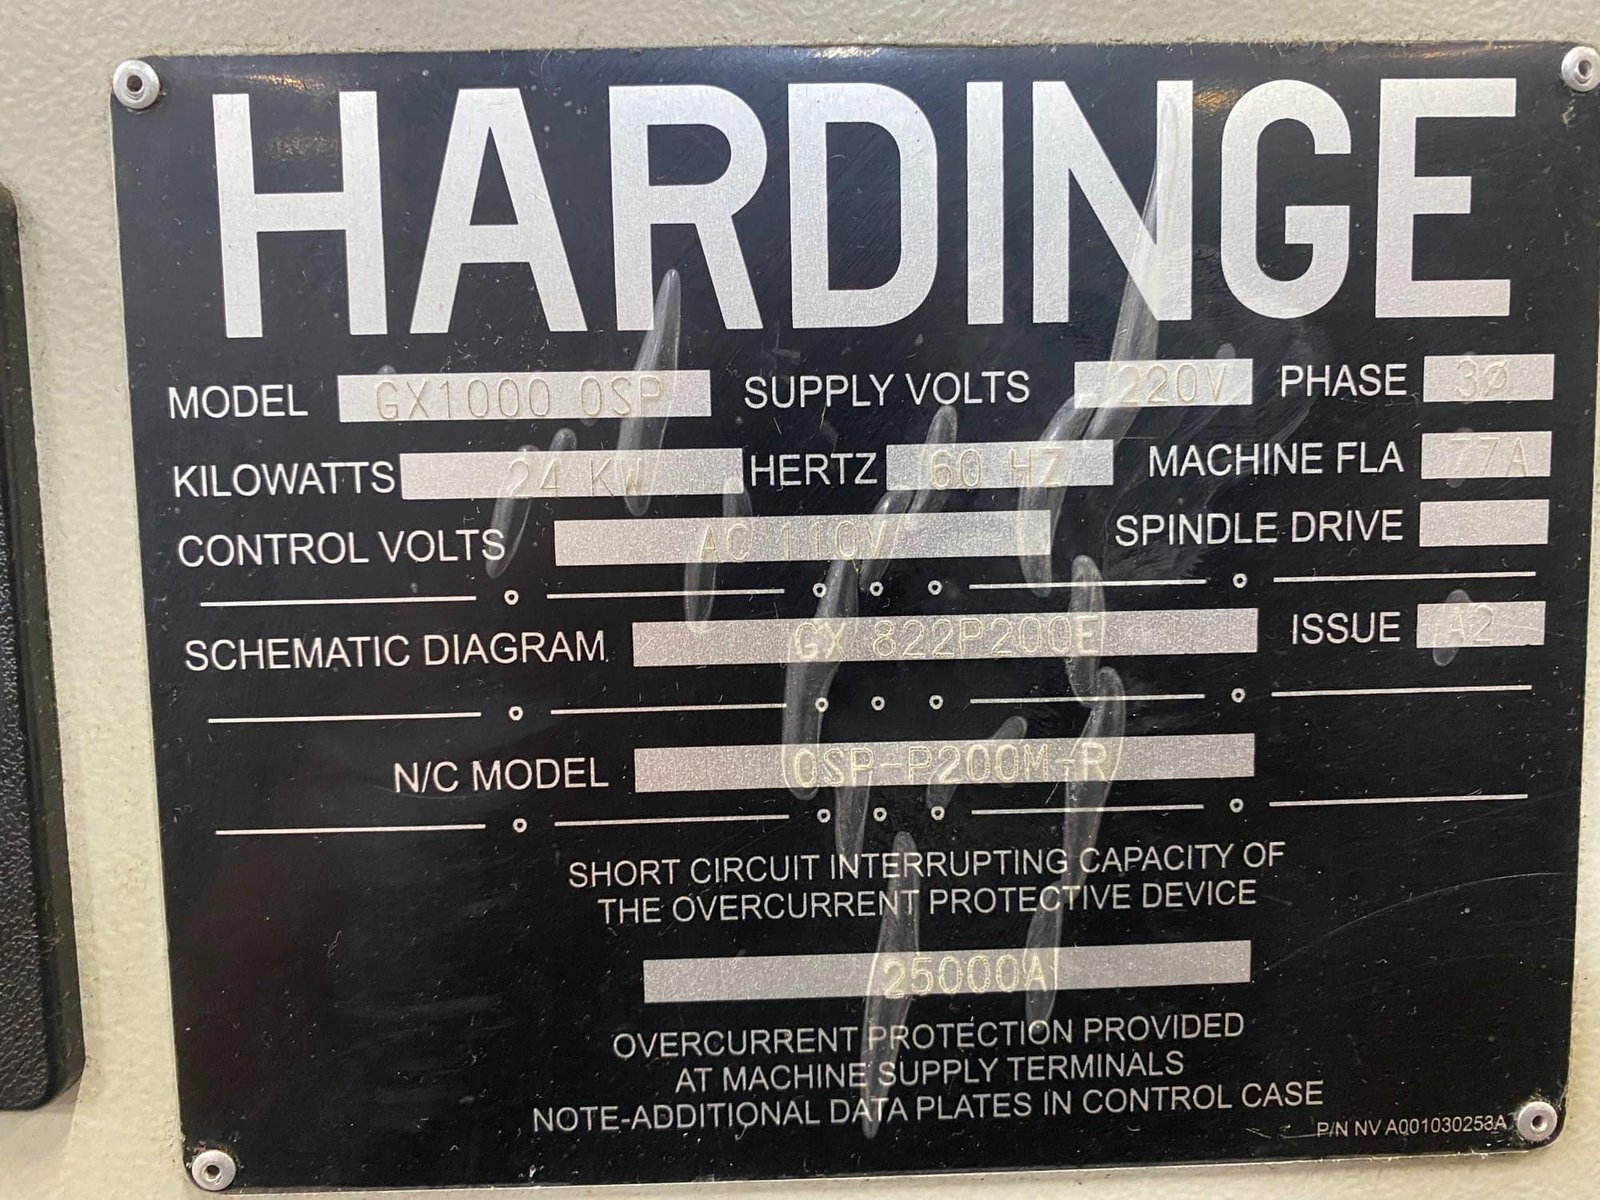 HARDINGE
MODEL GX1000 OSP SUPPLY VOLTS 220V PHASE 3Ø
KILOWATTS 24 KW HERTZ 60 HZ MACHINE FLA 77A
CONTROL VOLTS AC 110V SPINDLE DRIVE
SCHEMATIC DIAGRAM GX 822P200E ISSUE A2
N/C MODEL OSP-P200M-R
SHORT CIRCUIT INTERRUPTING CAPACITY OF
THE OVERCURRENT PROTECTIVE DEVICE
25000A
OVERCURRENT PROTECTION PROVIDED
AT MACHINE SUPPLY TERMINALS
NOTE-ADDITIONAL DATA PLATES IN CONTROL CASE
P/N NV A001030253A